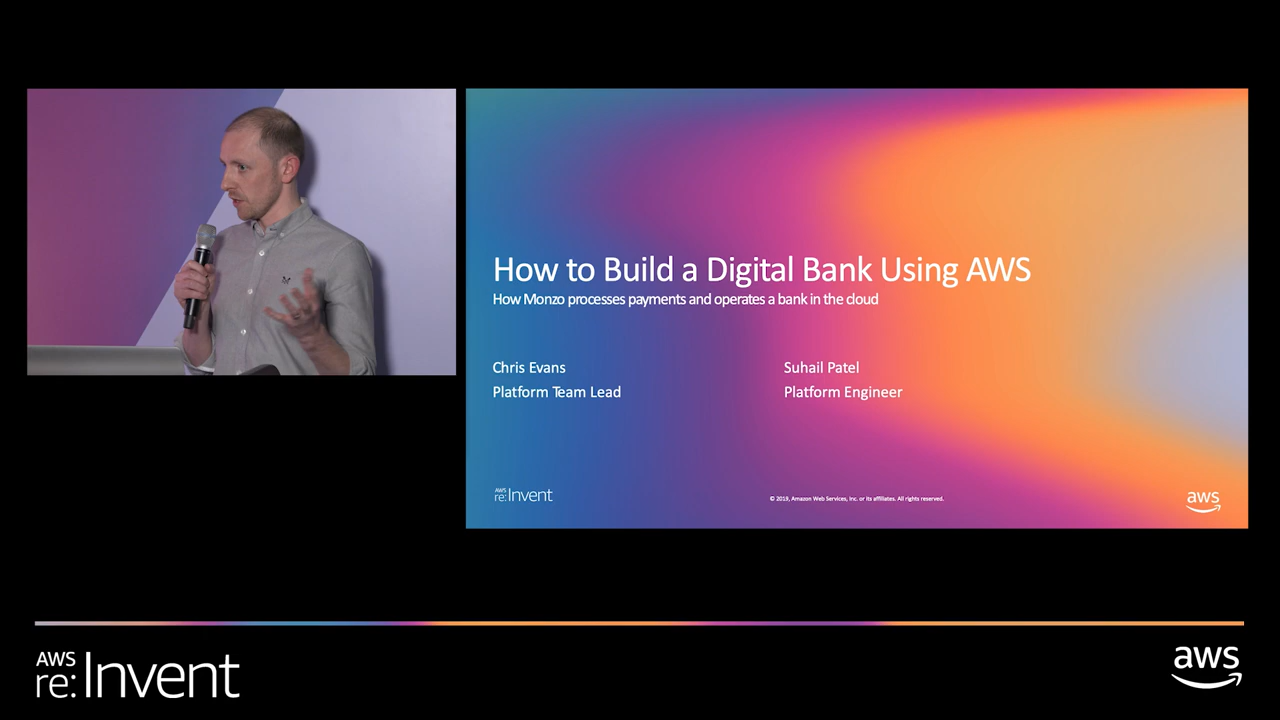 How to Build a Digital Bank Using AWS
How Monzo processes payments and operates a bank in the cloud
Chris Evans
Platform Team Lead
Suhail Patel
Platform Engineer
AWS
re:Invent
© 2019, Amazon Web Services, Inc. or its affiliates. All rights reserved.
aws
AWS
re:Invent
aws